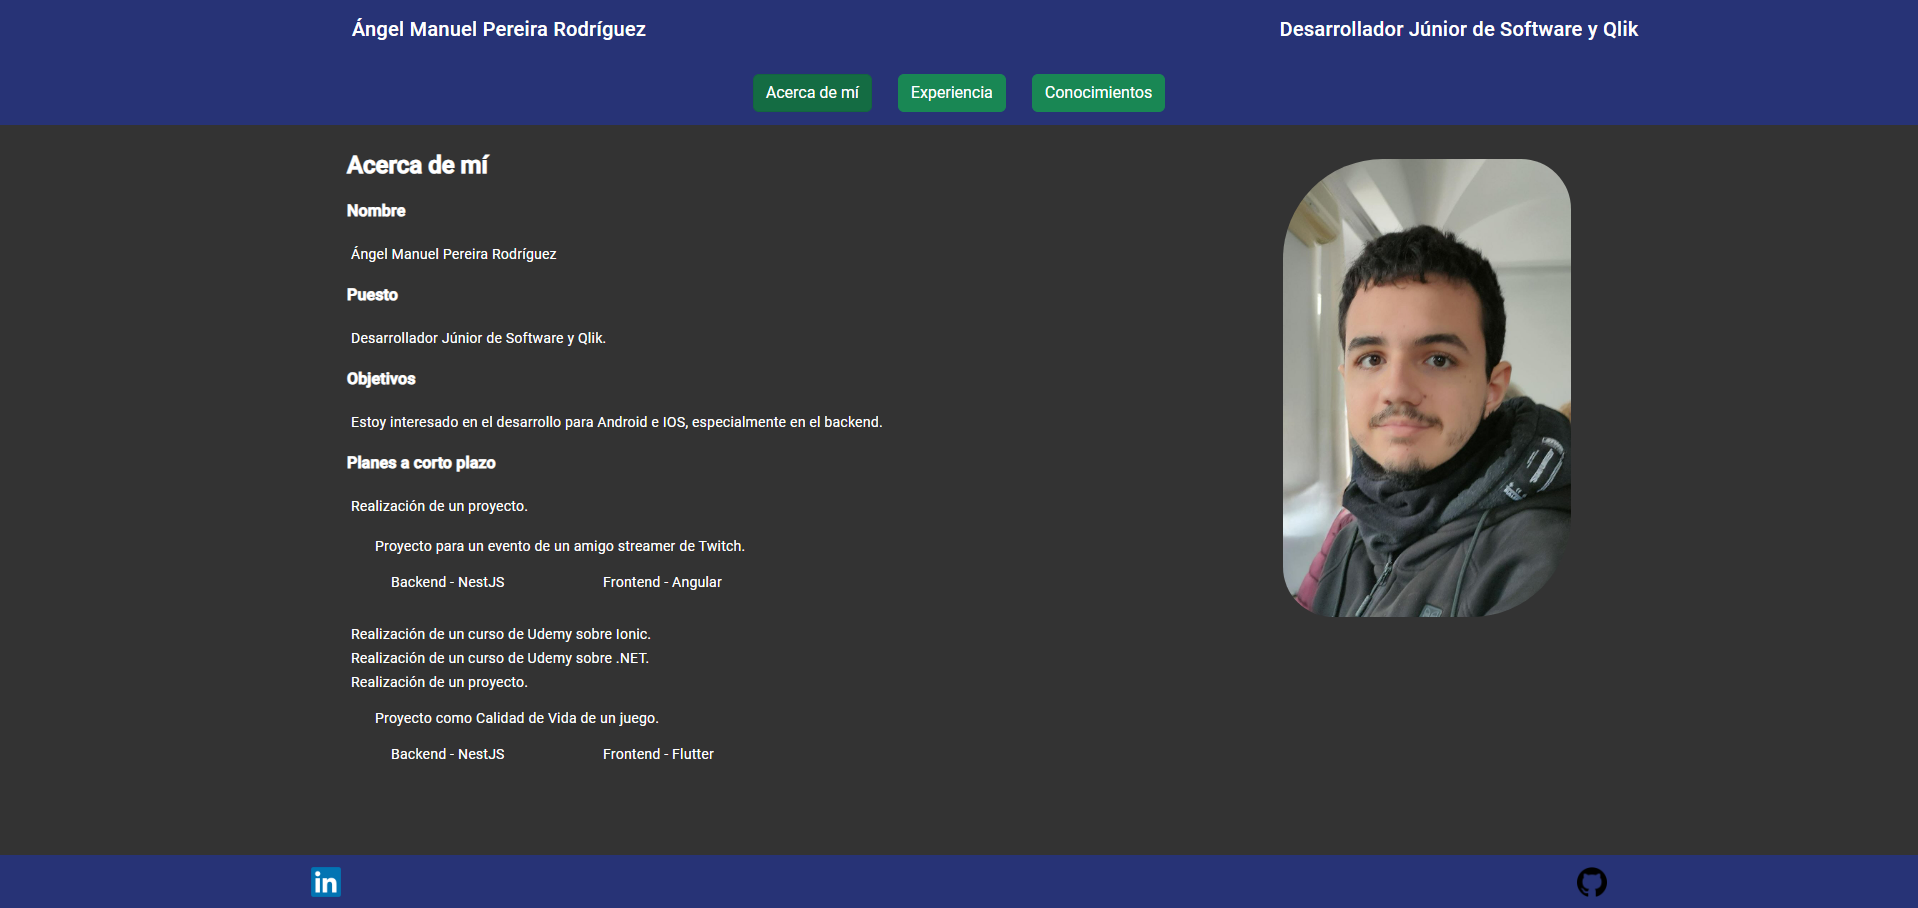 Ángel Manuel Pereira Rodríguez
Desarrollador Júnior de Software y Qlik
Acerca de mí
Experiencia
Conocimientos
Acerca de mí
Nombre
Ángel Manuel Pereira Rodríguez
Puesto
Desarrollador Júnior de Software y Qlik.
Objetivos
Estoy interesado en el desarrollo para Android e IOS, especialmente en el backend.
Planes a corto plazo
Realización de un proyecto.
Proyecto para un evento de un amigo streamer de Twitch.
Backend - NestJS
Frontend - Angular
Realización de un curso de Udemy sobre Ionic.
Realización de un curso de Udemy sobre .NET.
Realización de un proyecto.
Proyecto como Calidad de Vida de un juego.
Backend - NestJS
Frontend - Flutter
in